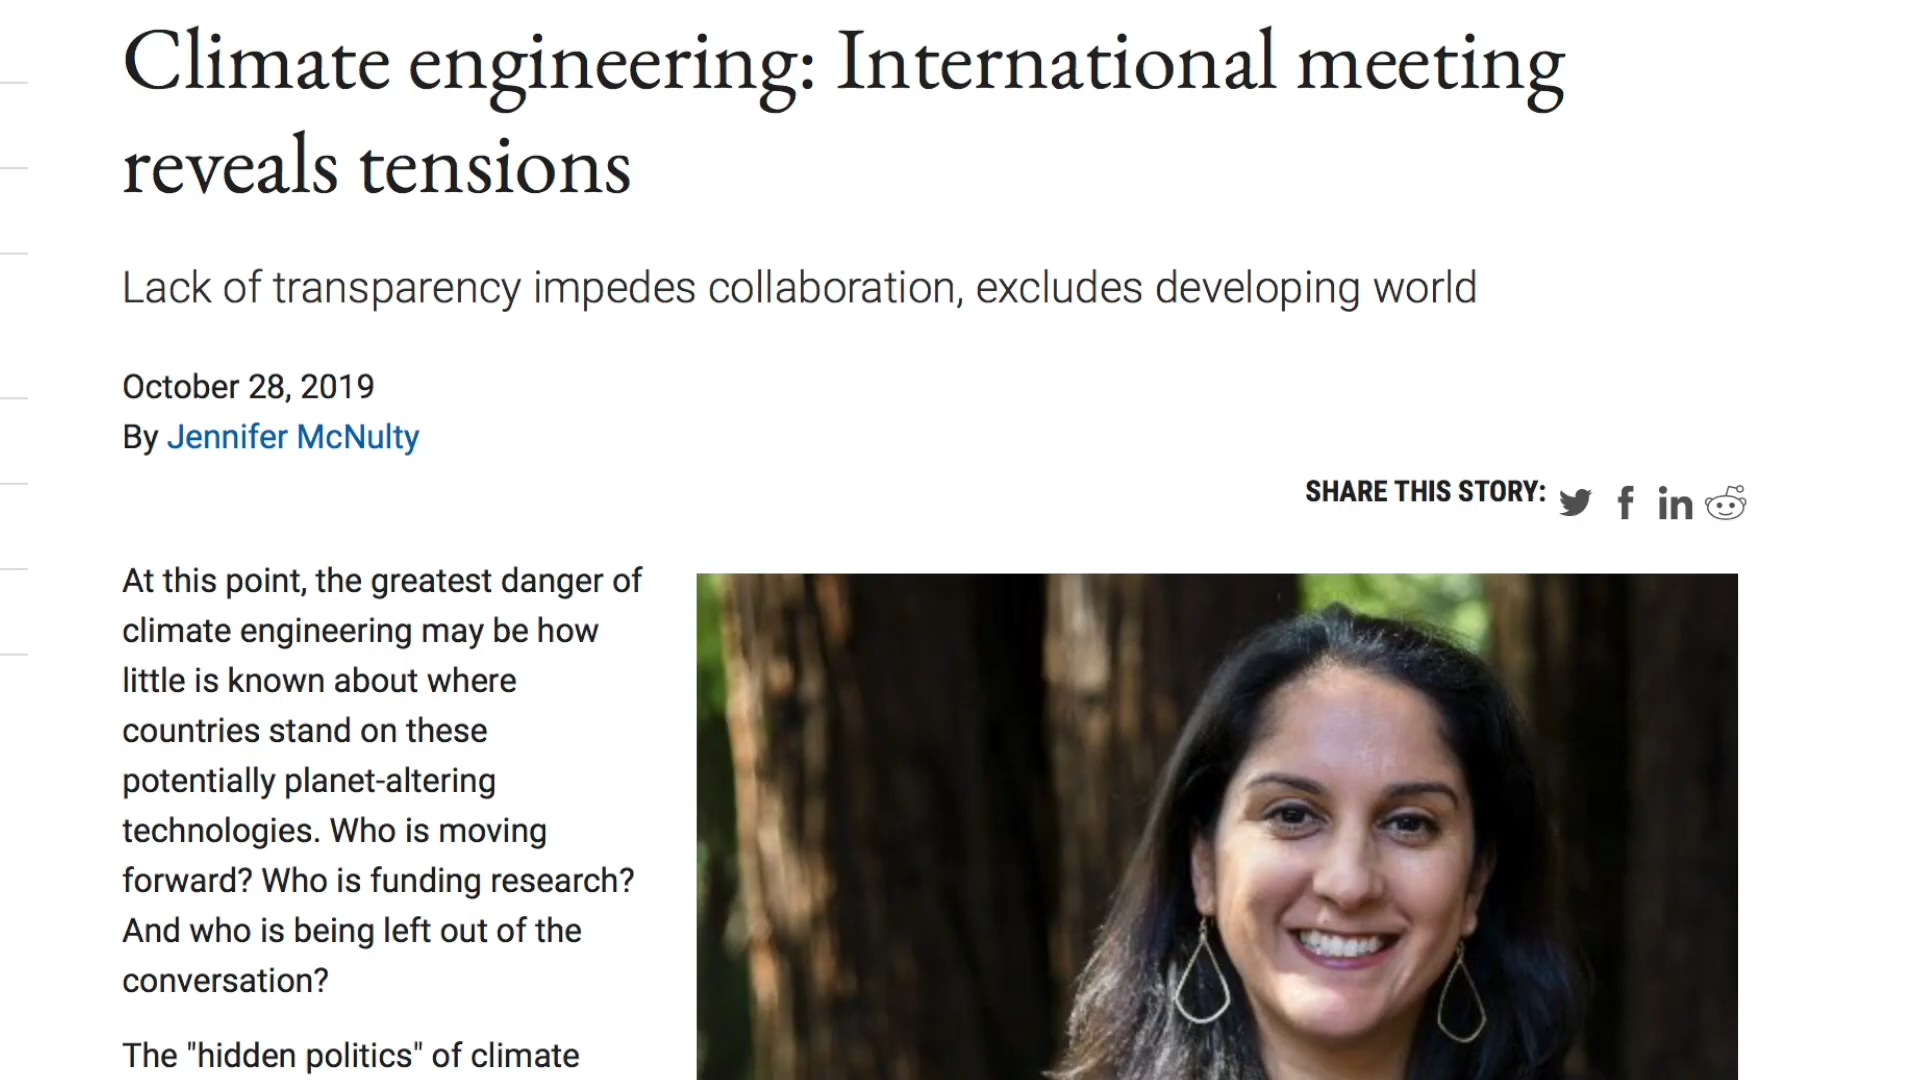 Climate engineering: International meeting
reveals tensions
Lack of transparency impedes collaboration, excludes developing world
October 28, 2019
By Jennifer McNulty
SHARE THIS STORY:
At this point, the greatest danger of
climate engineering may be how
little is known about where
countries stand on these
potentially planet-altering
technologies. Who is moving
forward? Who is funding research?
And who is being left out of the
conversation?
The "hidden politics" of climate